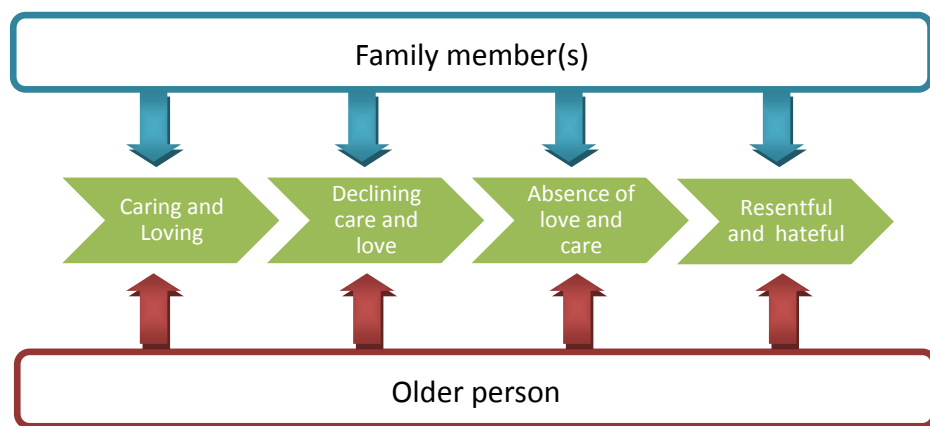 Family member(s)
Caring and
Loving
Declining
care and
love
Absence of
love and
care
Resentful
and hateful
Older person